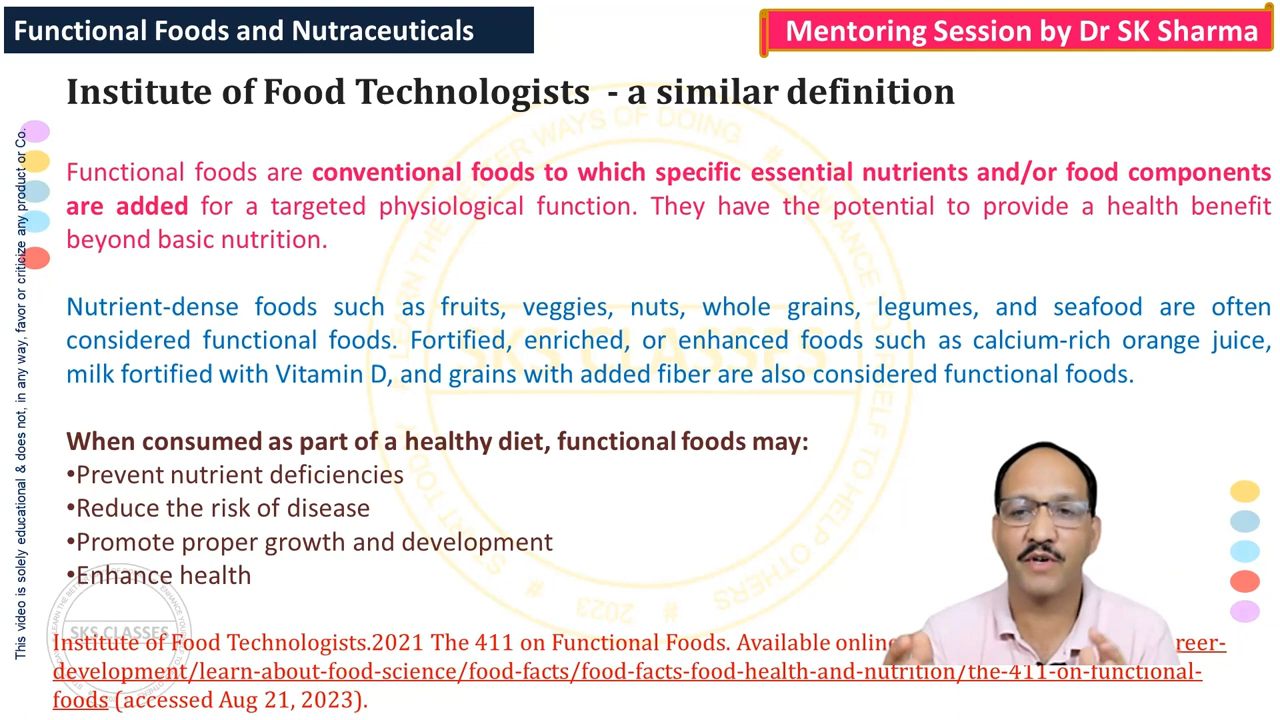 Functional Foods and Nutraceuticals
Mentoring Session by Dr SK Sharma
Institute of Food Technologists - a similar definition
Functional foods are conventional foods to which specific essential nutrients and/or food components
are added for a targeted physiological function. They have the potential to provide a health benefit
beyond basic nutrition.
Nutrient-dense foods such as fruits, veggies, nuts, whole grains, legumes, and seafood are often
considered functional foods. Fortified, enriched, or enhanced foods such as calcium-rich orange juice,
milk fortified with Vitamin D, and grains with added fiber are also considered functional foods.
When consumed as part of a healthy diet, functional foods may:
•Prevent nutrient deficiencies
•Reduce the risk of disease
•Promote proper growth and development
•Enhance health
Institute of Food Technologists.2021 The 411 on Functional Foods. Available online reer-
development/learn-about-food-science/food-facts/food-facts-food-health-and-nutrition/the-411-on-functional-
foods (accessed Aug 21, 2023).
This video is solely educational & does not, in any way, favor or criticize any product or Co.
SKS CLASSES
SKS CLASSES
# 2023 #